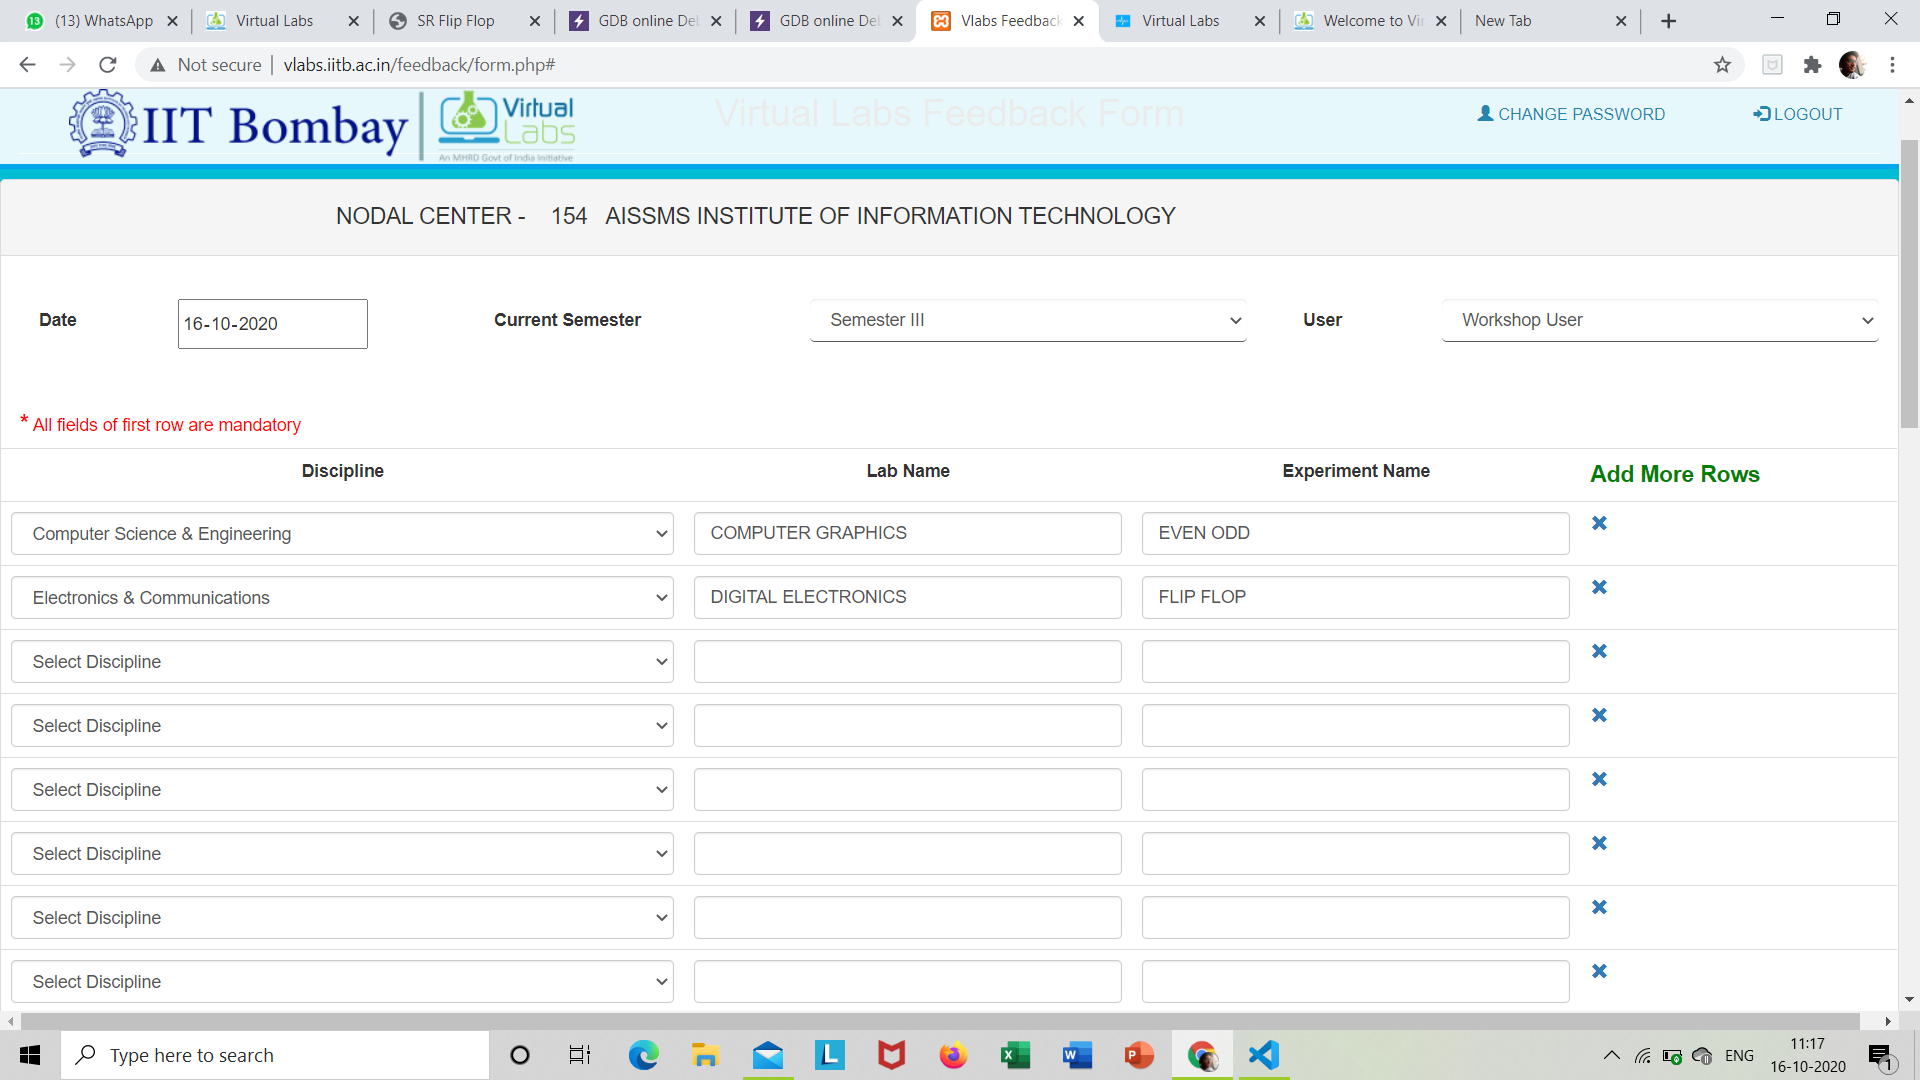 (13) WhatsApp
Virtual Labs
SR Flip Flop
GDB online De
GDB online De
Vlabs Feedback
Virtual Labs
Welcome to Vi
New Tab
Not secure | vlabs.iitb.ac.in/feedback/form.php#
IIT Bombay
Virtual
Labs
An MHRD Govt of India Initiative
Virtual Labs Feedback Form
CHANGE PASSWORD
LOGOUT
NODAL CENTER - 154 AISSMS INSTITUTE OF INFORMATION TECHNOLOGY
Date 16-10-2020 Current Semester Semester III User Workshop User
* All fields of first row are mandatory
Discipline Lab Name Experiment Name Add More Rows
Computer Science & Engineering COMPUTER GRAPHICS EVEN ODD
Electronics & Communications DIGITAL ELECTRONICS FLIP FLOP
Select Discipline
Select Discipline
Select Discipline
Select Discipline
Select Discipline
Select Discipline
Type here to search
ENG
11:17
16-10-2020
1